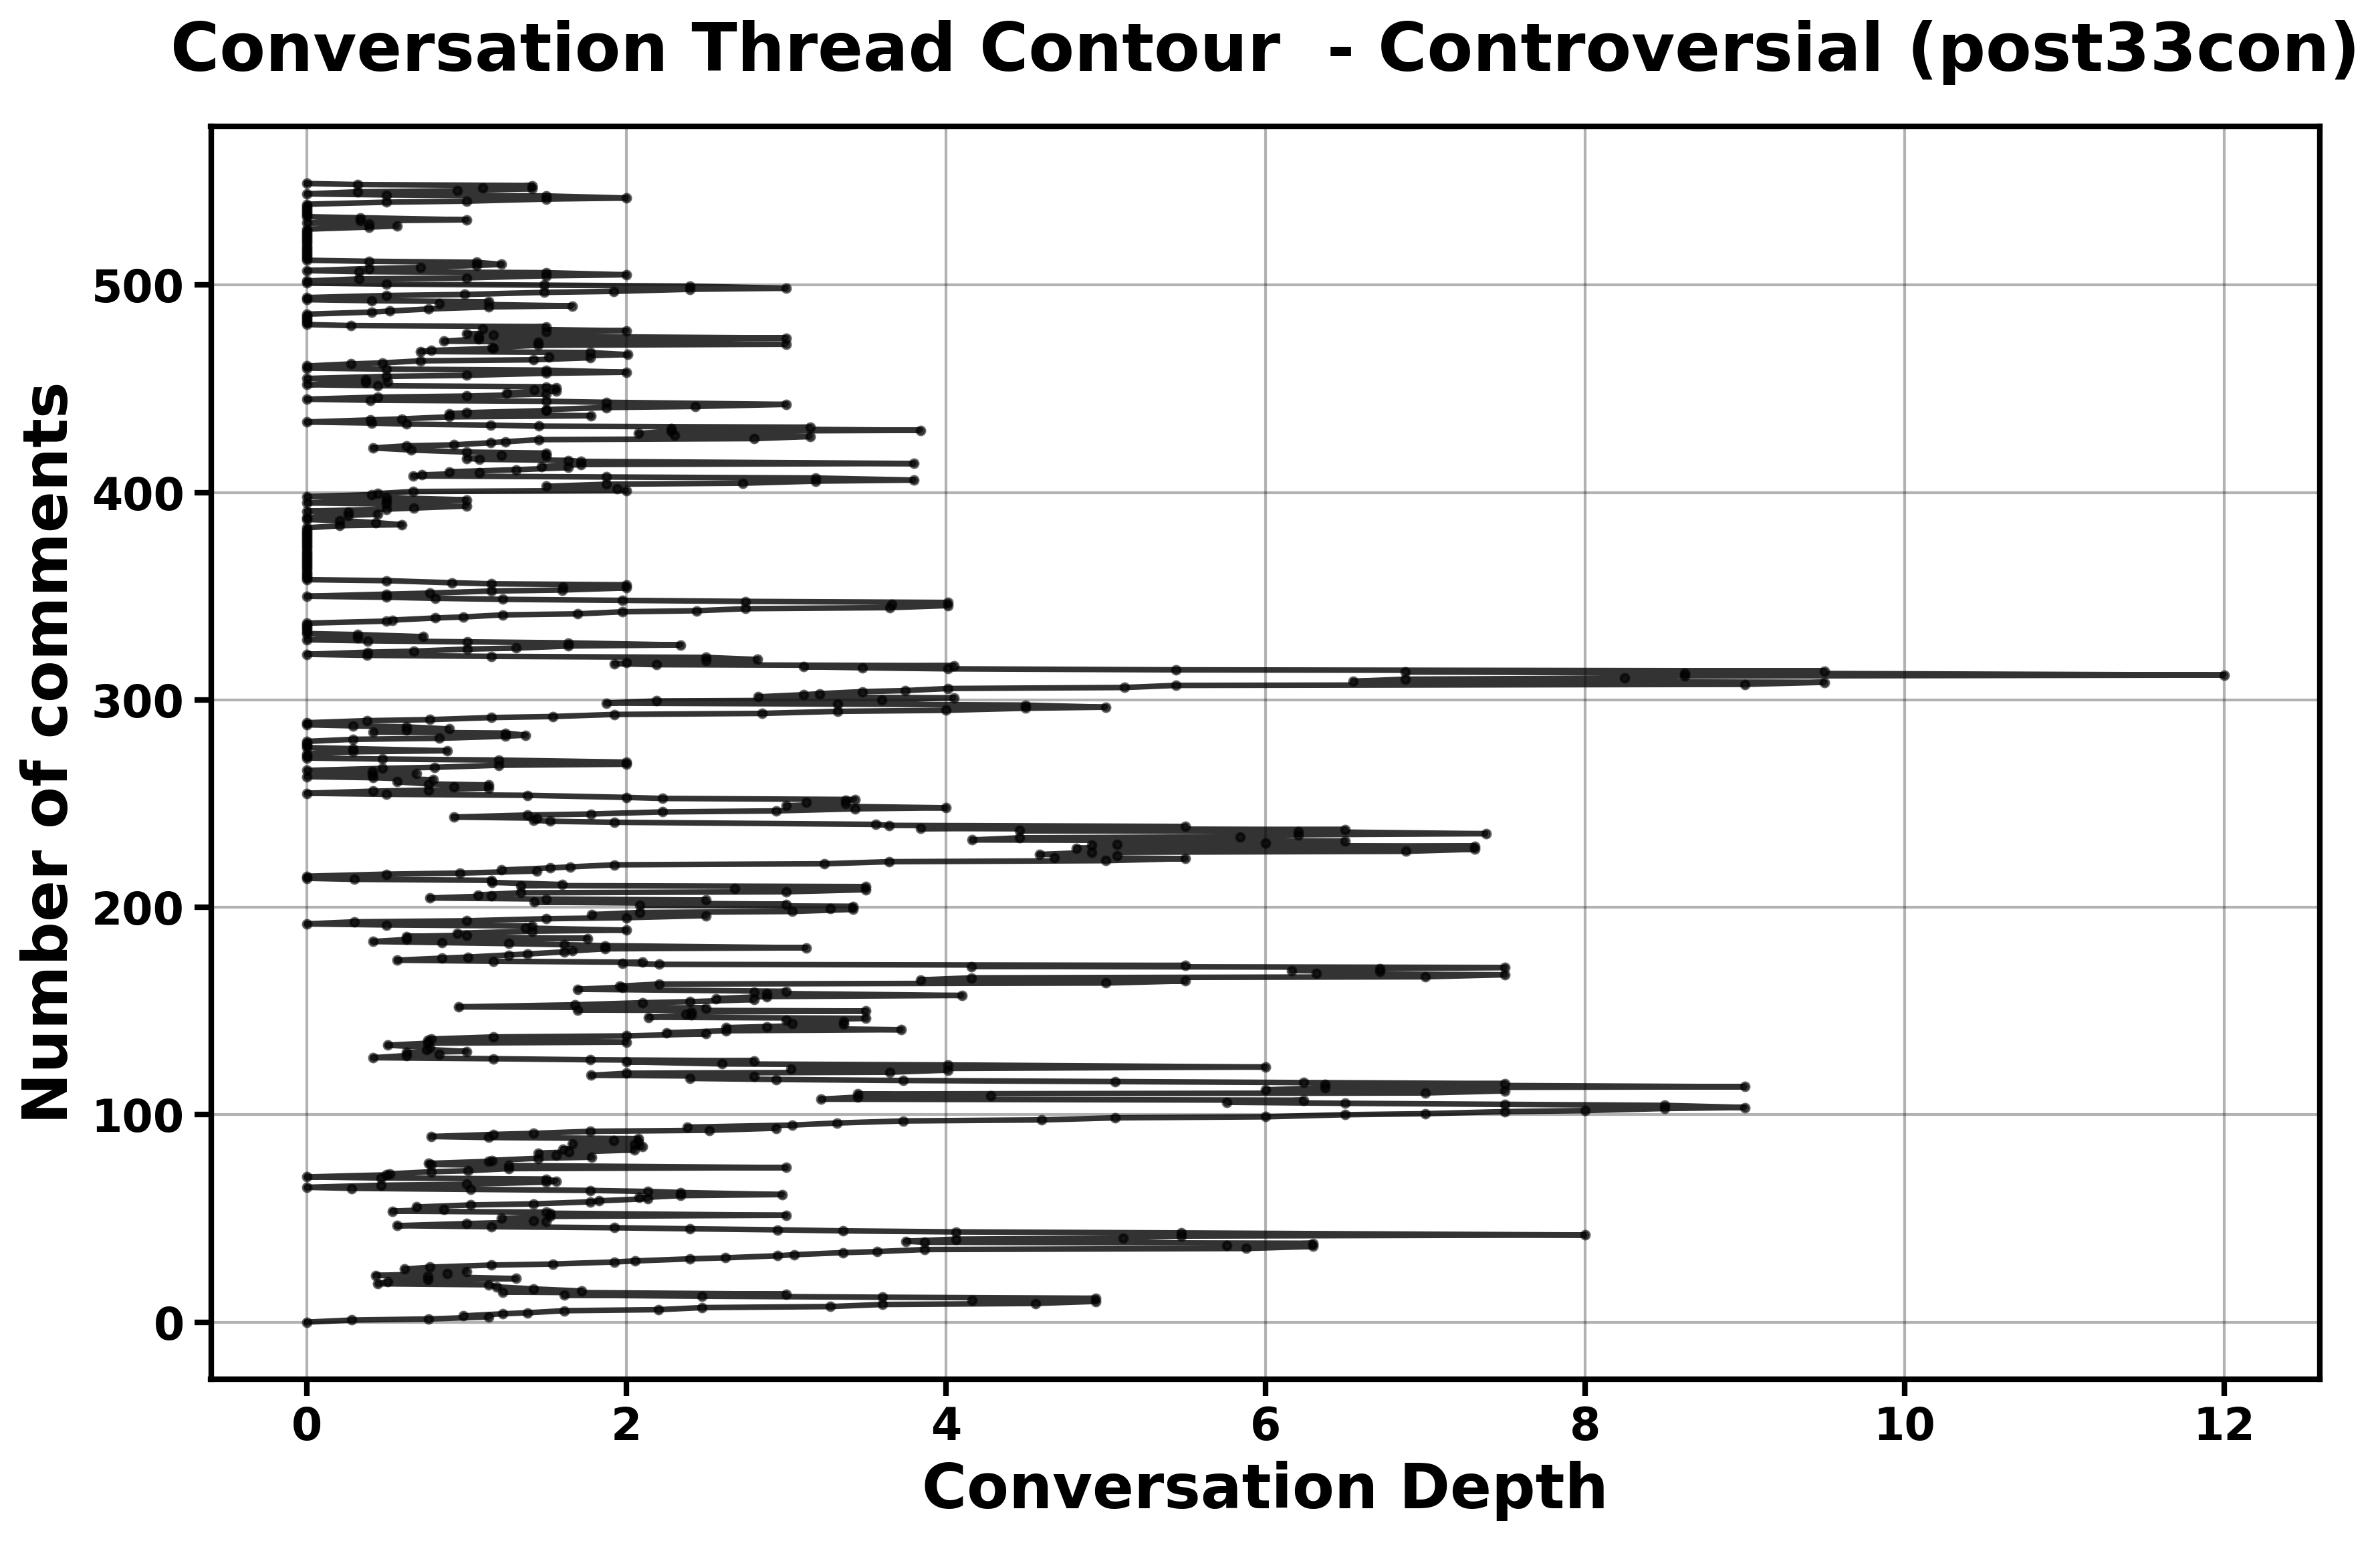 Conversation Thread Contour  - Controversial (post33con)
Number of comments
500
400
300
200
100
0
0 2 4 6 8 10 12
Conversation Depth